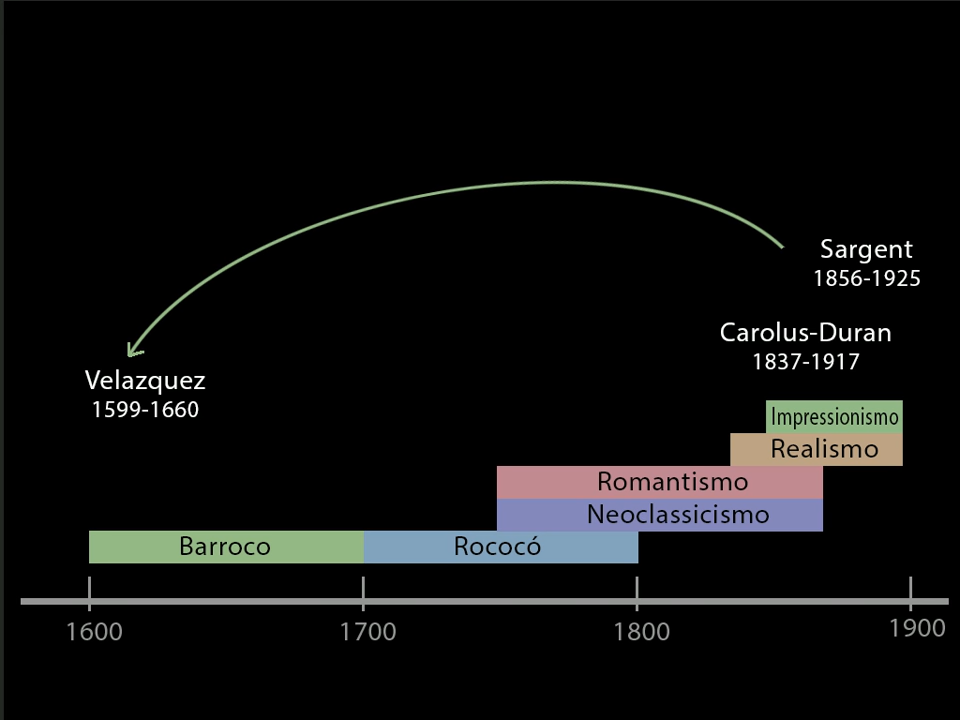 Sargent
1856-1925
Carolus-Duran
1837-1917
Velazquez
1599-1660
Impressionismo
Realismo
Romantismo
Neoclassicismo
Barroco
Rococó
1600
1700
1800
1900